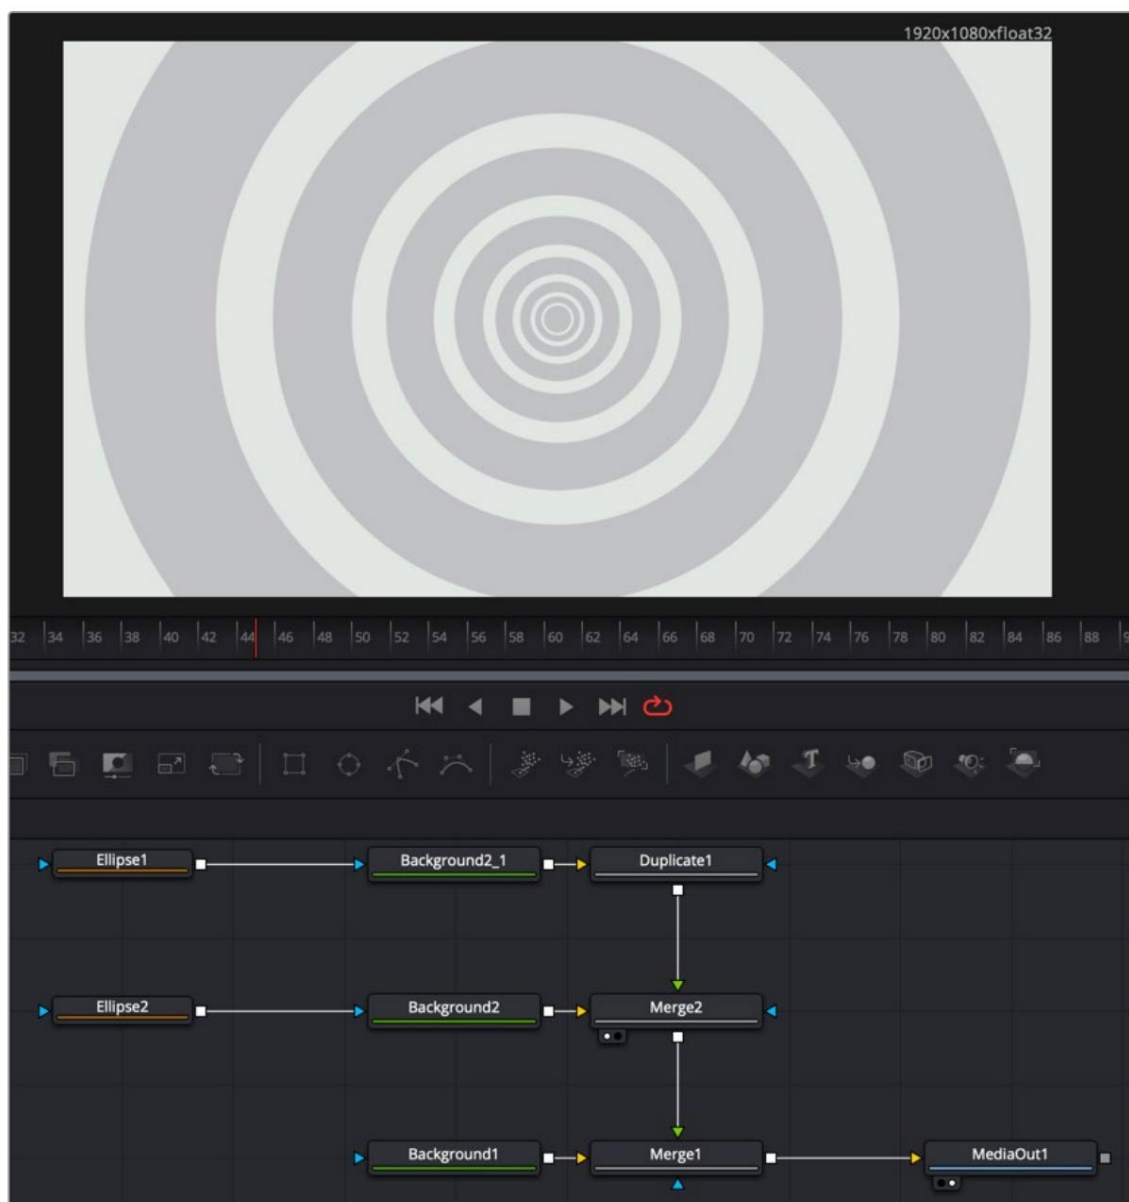 1920x1080xfloat32
32 34 36 38 40 42 44 46 48 50 52 54 56 58 60 62 64 66 68 70 72 74 76 78 80 82 84 86 88
Ellipse1 Background2_1 Duplicate1
Ellipse2 Background2 Merge2
Background1 Merge1 MediaOut1